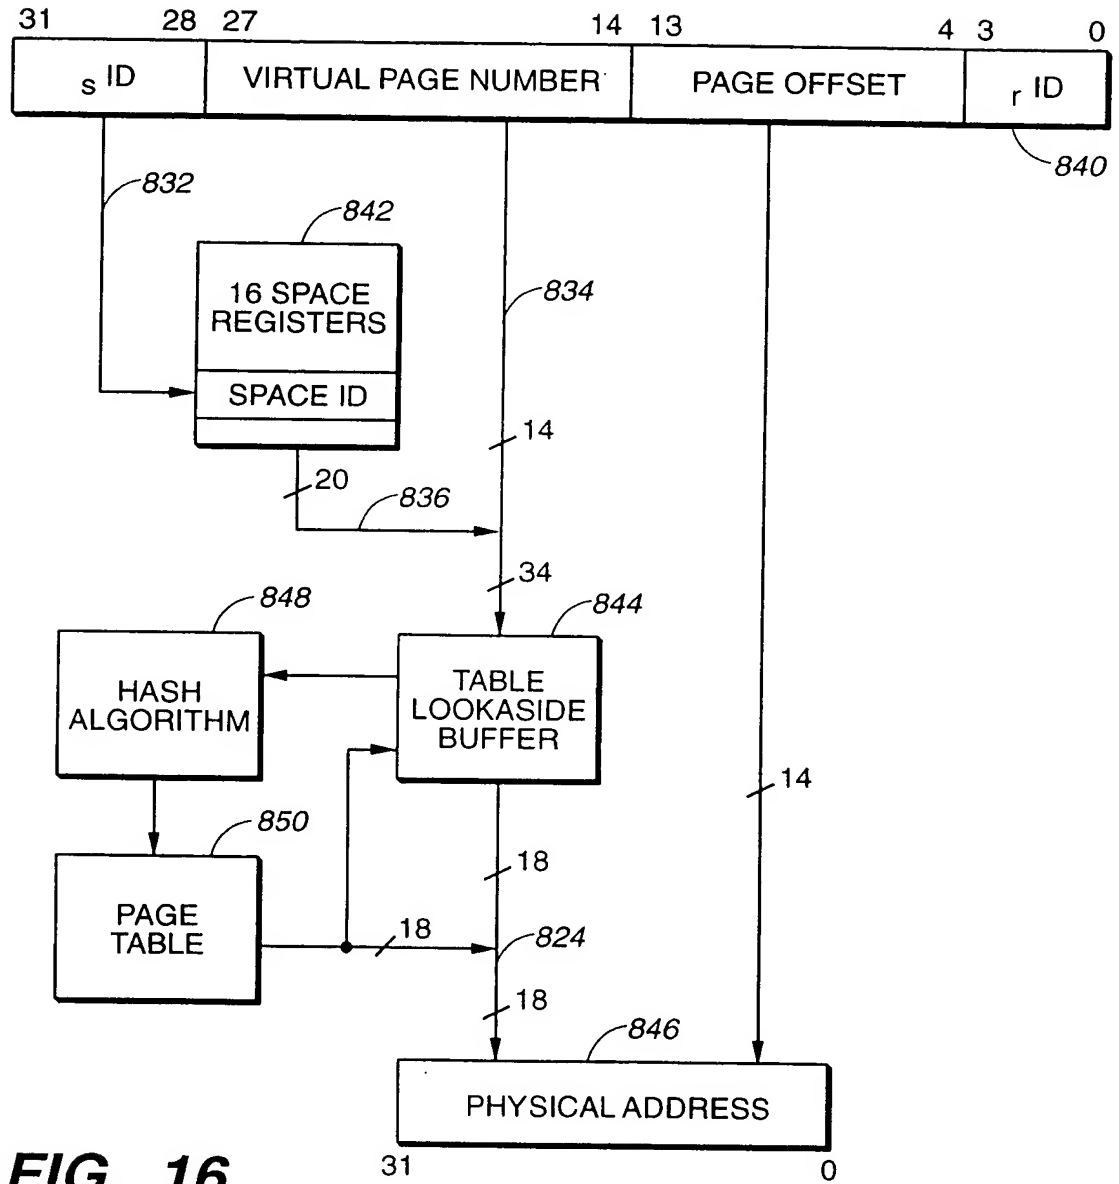 31 28 27 14 13 4 3 0
s ID VIRTUAL PAGE NUMBER PAGE OFFSET r ID
840
832
842
16 SPACE
REGISTERS
834
SPACE ID
14
20
836
34
848
844
HASH
ALGORITHM
TABLE
LOOKASIDE
BUFFER
14
850
18
PAGE
TABLE
18
824
18
846
PHYSICAL ADDRESS
31 0
FIG_16